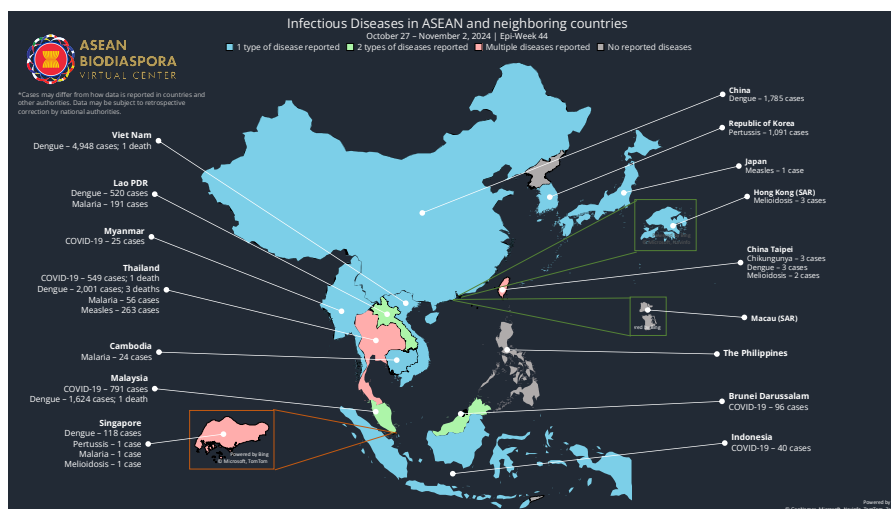 Infectious Diseases in ASEAN and neighboring countries
October 27 – November 2, 2024 | Epi-Week 44
1 type of disease reported 2 types of diseases reported Multiple diseases reported No reported diseases
ASEAN
BIODIASPORA
VIRTUAL CENTER
*Cases may differ from how data is reported in countries and
other authorities. Data may be subject to retrospective
correction by national authorities.
Viet Nam
Dengue – 4,948 cases; 1 death
Lao PDR
Dengue – 520 cases
Malaria – 191 cases
Myanmar
COVID-19 – 25 cases
Thailand
COVID-19 – 549 cases; 1 death
Dengue – 2,001 cases; 3 deaths
Malaria – 56 cases
Measles – 263 cases
Cambodia
Malaria – 24 cases
Malaysia
COVID-19 – 791 cases
Dengue – 1,624 cases; 1 death
Singapore
Dengue – 118 cases
Pertussis – 1 case
Malaria – 1 case
Melioidosis – 1 case
Powered by Bing
© Microsoft, TomTom
China
Dengue – 1,785 cases
Republic of Korea
Pertussis – 1,091 cases
Japan
Measles – 1 case
Hong Kong (SAR)
Melioidosis – 3 cases
China Taipei
Chikungunya – 3 cases
Dengue – 3 cases
Melioidosis – 2 cases
Macau (SAR)
The Philippines
Brunei Darussalam
COVID-19 – 96 cases
Indonesia
COVID-19 – 40 cases
Powered by